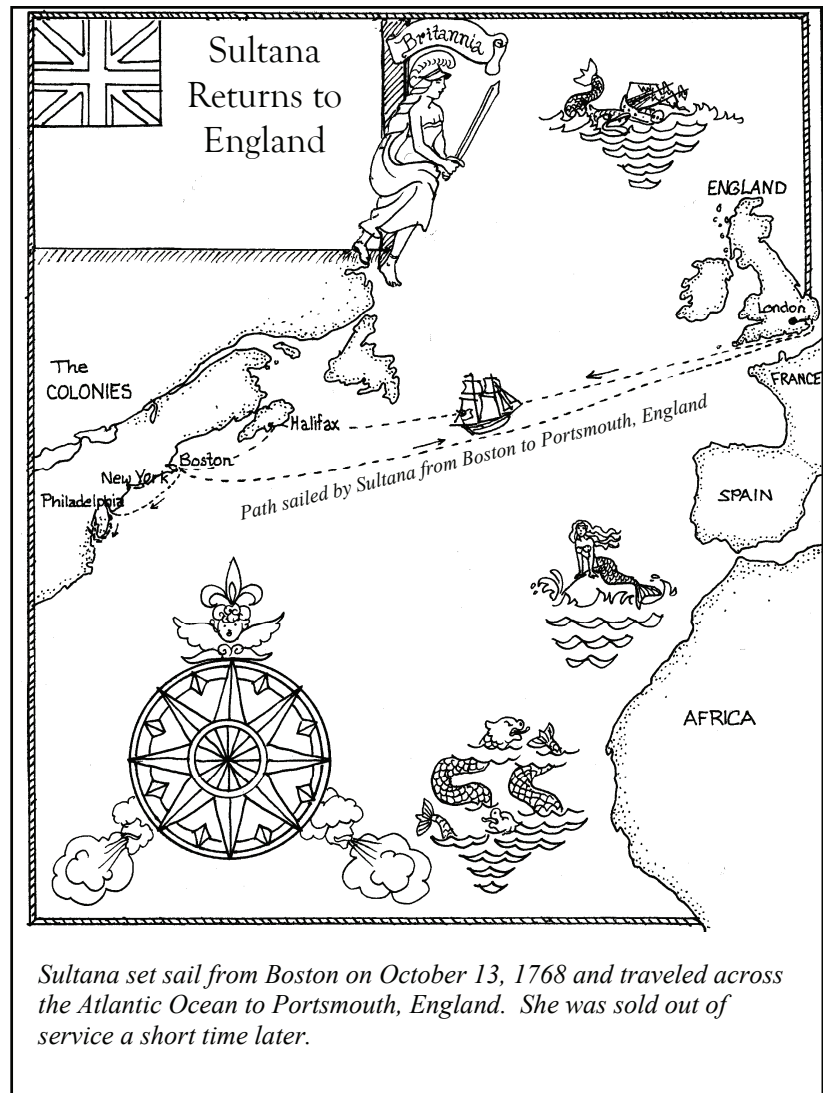 Sultana
Returns to
England
Britannia
ENGLAND
London
The
COLONIES
FRANCE
Halifax
Boston
New York
Philadelphia
Path sailed by Sultana from Boston to Portsmouth, England
SPAIN
AFRICA
Sultana set sail from Boston on October 13, 1768 and traveled across
the Atlantic Ocean to Portsmouth, England. She was sold out of
service a short time later.